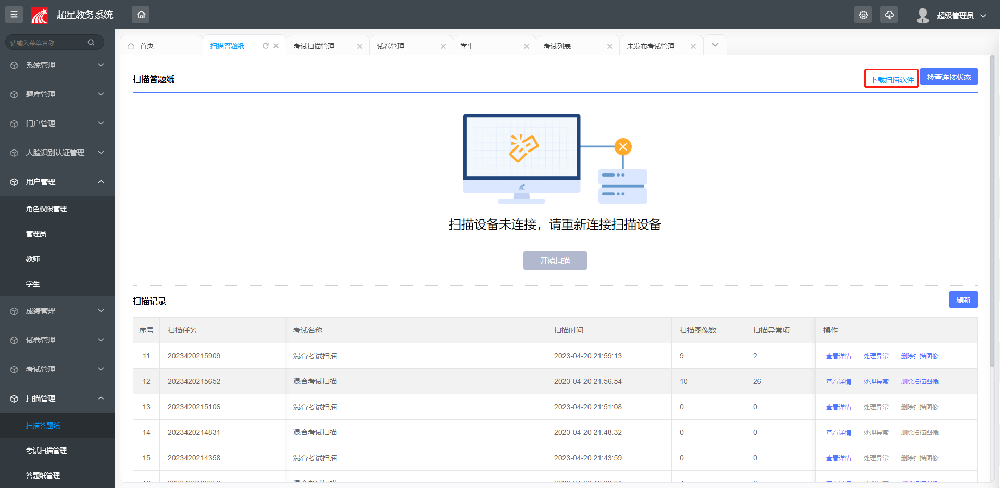 超星教务系统
超级管理员
请输入菜单名称
系统管理
题库管理
门户管理
人脸识别认证管理
用户管理
角色权限管理
管理员
教师
学生
成绩管理
试卷管理
考试管理
扫描管理
扫描答题纸
考试扫描管理
答题纸管理
首页 扫描答题纸 考试扫描管理 试卷管理 学生 考试列表 未发布考试管理
扫描答题纸
下载扫描软件 检查连接状态
扫描设备未连接，请重新连接扫描设备
开始扫描
扫描记录
刷新
序号 扫描任务 考试名称 扫描时间 扫描图像数 扫描异常项 操作
11 2023420215909 混合考试扫描 2023-04-20 21:59:13 9 2 查看详情 处理异常 删除扫描图像
12 2023420215652 混合考试扫描 2023-04-20 21:56:54 10 26 查看详情 处理异常 删除扫描图像
13 2023420215106 混合考试扫描 2023-04-20 21:51:08 0 0 查看详情 处理异常 删除扫描图像
14 2023420214831 混合考试扫描 2023-04-20 21:48:32 0 0 查看详情 处理异常 删除扫描图像
15 2023420214358 混合考试扫描 2023-04-20 21:43:59 0 0 查看详情 处理异常 删除扫描图像